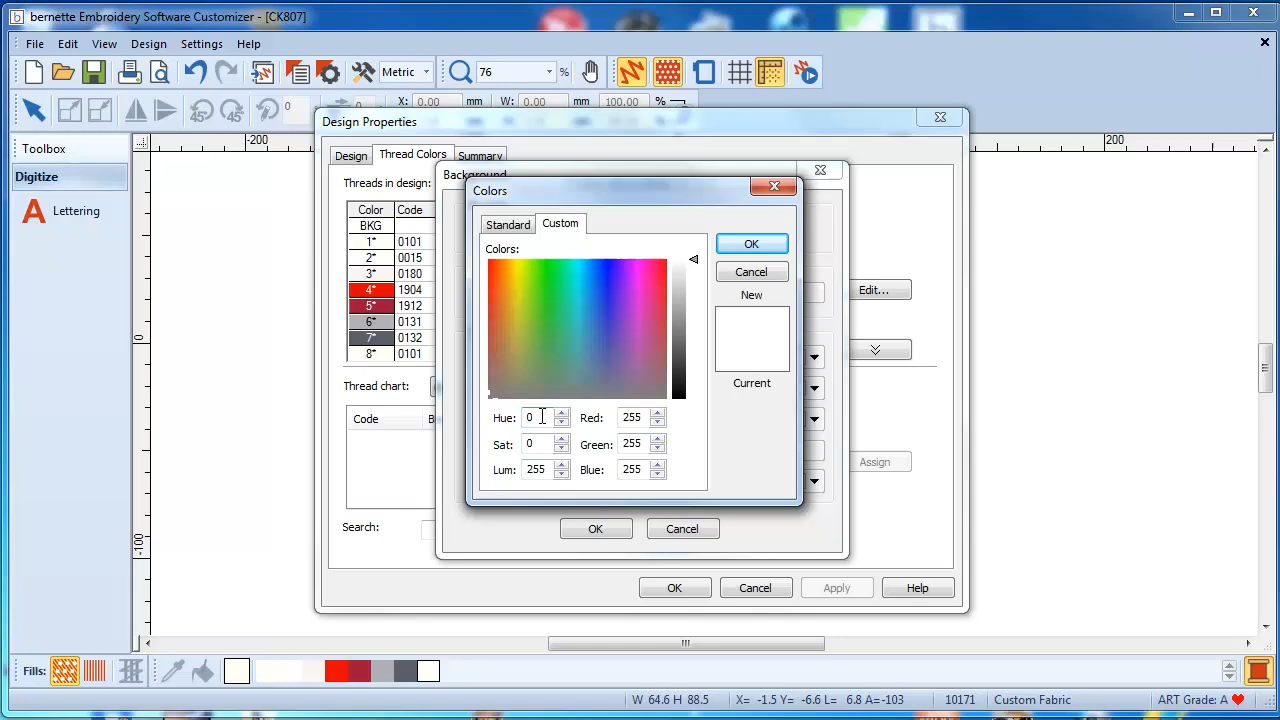 bernette Embroidery Software Customizer - [CK807]
File Edit View Design Settings Help
Metric 76 %
45° 45° 0 X: 0.00 mm W: 0.00 mm 100.00 %
Toolbox
Digitize
Lettering
-200 200
0
-100
Design Properties
Design Thread Colors Summary
Threads in design:
Color Code
BKG
1* 0101
2* 0015
3* 0180
4* 1904
5* 1912
6* 0131
7* 0132
8* 0101
Edit...
Thread chart:
Code B
Assign
Search:
OK Cancel Apply Help
Background
OK Cancel
Colors
Standard Custom
Colors:
OK
Cancel
New
Current
Hue: 0 Red: 255
Sat: 0 Green: 255
Lum: 255 Blue: 255
Fills:
W 64.6 H 88.5 X= -1.5 Y= -6.6 L= 6.8 A=-103 10171 Custom Fabric ART Grade: A